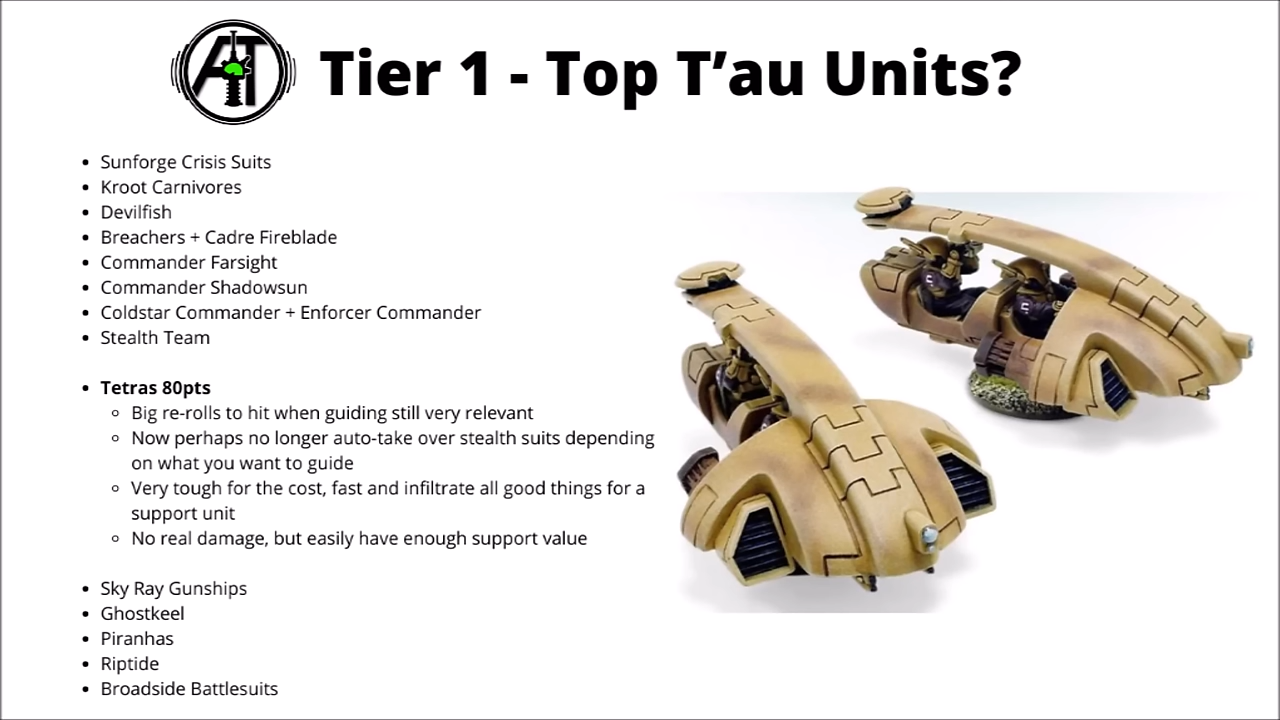 AT
Tier 1 - Top T’au Units?
• Sunforge Crisis Suits
• Kroot Carnivores
• Devilfish
• Breachers + Cadre Fireblade
• Commander Farsight
• Commander Shadowsun
• Coldstar Commander + Enforcer Commander
• Stealth Team
• Tetras 80pts
◦ Big re-rolls to hit when guiding still very relevant
◦ Now perhaps no longer auto-take over stealth suits depending
on what you want to guide
◦ Very tough for the cost, fast and infiltrate all good things for a
support unit
◦ No real damage, but easily have enough support value
• Sky Ray Gunships
• Ghostkeel
• Piranhas
• Riptide
• Broadside Battlesuits